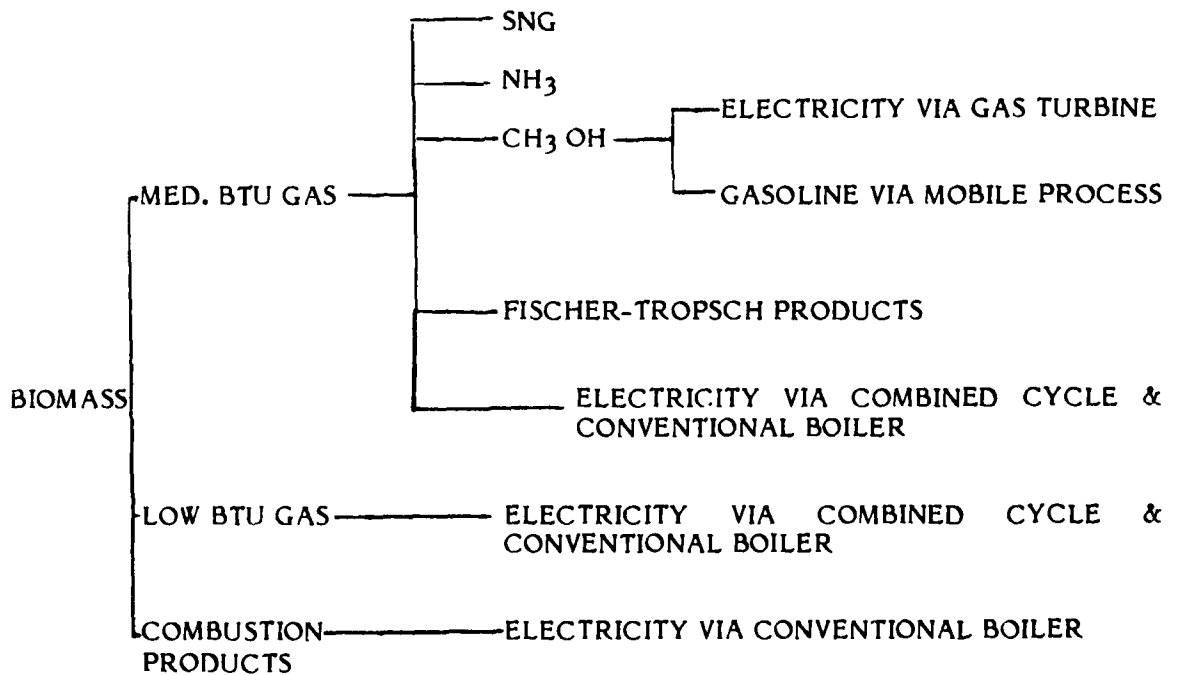 SNG
NH3
CH3 OH
ELECTRICITY VIA GAS TURBINE
MED. BTU GAS
GASOLINE VIA MOBILE PROCESS
FISCHER-TROPSCH PRODUCTS
BIOMASS
ELECTRICITY VIA COMBINED CYCLE &
CONVENTIONAL BOILER
LOW BTU GAS
ELECTRICITY VIA COMBINED CYCLE &
CONVENTIONAL BOILER
COMBUSTION
PRODUCTS
ELECTRICITY VIA CONVENTIONAL BOILER